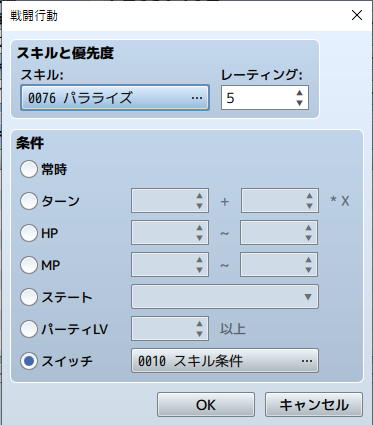 戦闘行動
スキルと優先度
スキル: レーティング:
0076 パラライズ ... 5
条件
常時
ターン + * X
HP ~
MP ~
ステート
パーティLV 以上
スイッチ 0010 スキル条件 ...
OK キャンセル